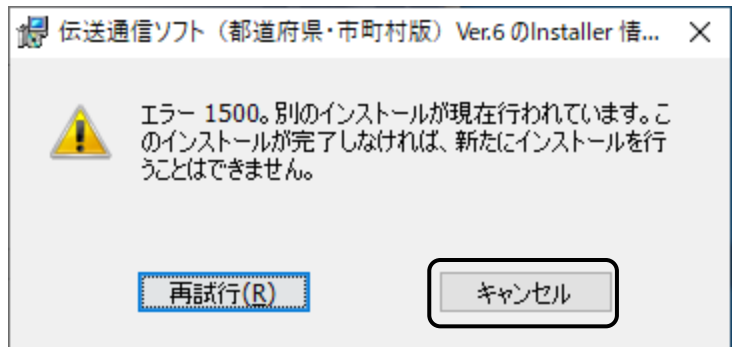 伝送通信ソフト（都道府県・市町村版）Ver.6 のInstaller 情...
エラー 1500。別のインストールが現在行われています。こ
のインストールが完了しなければ、新たにインストールを行
うことはできません。
再試行(R)
キャンセル